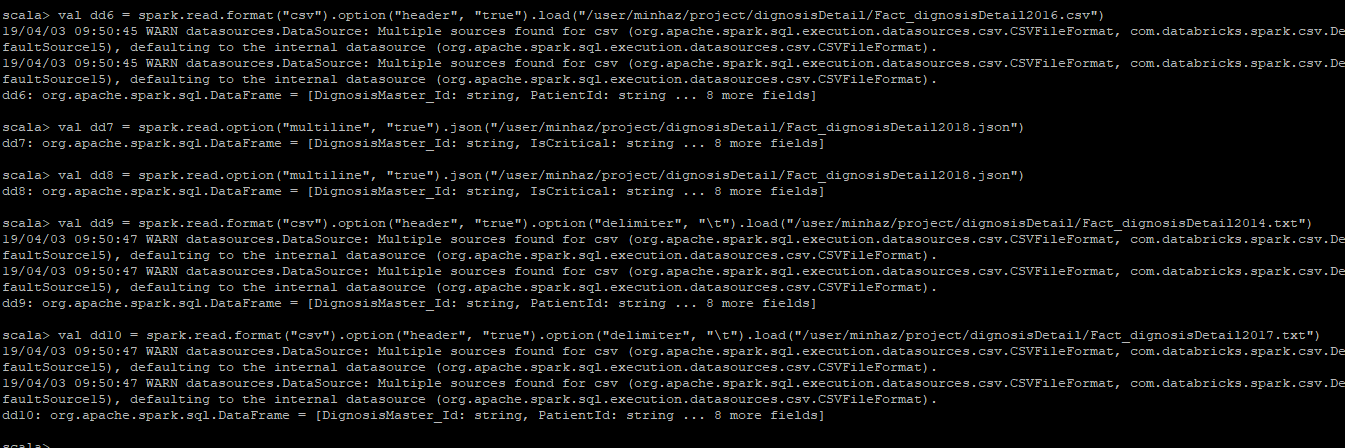 scala> val dd6 = spark.read.format("csv").option("header", "true").load("/user/minhaz/project/dignosisDetail/Fact_dignosisDetail2016.csv")
19/04/03 09:50:45 WARN datasources.DataSource: Multiple sources found for csv (org.apache.spark.sql.execution.datasources.csv.CSVFileFormat, com.databricks.spark.csv.De
faultSource15), defaulting to the internal datasource (org.apache.spark.sql.execution.datasources.csv.CSVFileFormat).
19/04/03 09:50:45 WARN datasources.DataSource: Multiple sources found for csv (org.apache.spark.sql.execution.datasources.csv.CSVFileFormat, com.databricks.spark.csv.De
faultSource15), defaulting to the internal datasource (org.apache.spark.sql.execution.datasources.csv.CSVFileFormat).
dd6: org.apache.spark.sql.DataFrame = [DignosisMaster_Id: string, PatientId: string ... 8 more fields]
scala> val dd7 = spark.read.option("multiline", "true").json("/user/minhaz/project/dignosisDetail/Fact_dignosisDetail2018.json")
dd7: org.apache.spark.sql.DataFrame = [DignosisMaster_Id: string, IsCritical: string ... 8 more fields]
scala> val dd8 = spark.read.option("multiline", "true").json("/user/minhaz/project/dignosisDetail/Fact_dignosisDetail2018.json")
dd8: org.apache.spark.sql.DataFrame = [DignosisMaster_Id: string, IsCritical: string ... 8 more fields]
scala> val dd9 = spark.read.format("csv").option("header", "true").option("delimiter", "\t").load("/user/minhaz/project/dignosisDetail/Fact_dignosisDetail2014.txt")
19/04/03 09:50:47 WARN datasources.DataSource: Multiple sources found for csv (org.apache.spark.sql.execution.datasources.csv.CSVFileFormat, com.databricks.spark.csv.De
faultSource15), defaulting to the internal datasource (org.apache.spark.sql.execution.datasources.csv.CSVFileFormat).
19/04/03 09:50:47 WARN datasources.DataSource: Multiple sources found for csv (org.apache.spark.sql.execution.datasources.csv.CSVFileFormat, com.databricks.spark.csv.De
faultSource15), defaulting to the internal datasource (org.apache.spark.sql.execution.datasources.csv.CSVFileFormat).
dd9: org.apache.spark.sql.DataFrame = [DignosisMaster_Id: string, PatientId: string ... 8 more fields]
scala> val dd10 = spark.read.format("csv").option("header", "true").option("delimiter", "\t").load("/user/minhaz/project/dignosisDetail/Fact_dignosisDetail2017.txt")
19/04/03 09:50:47 WARN datasources.DataSource: Multiple sources found for csv (org.apache.spark.sql.execution.datasources.csv.CSVFileFormat, com.databricks.spark.csv.De
faultSource15), defaulting to the internal datasource (org.apache.spark.sql.execution.datasources.csv.CSVFileFormat).
19/04/03 09:50:47 WARN datasources.DataSource: Multiple sources found for csv (org.apache.spark.sql.execution.datasources.csv.CSVFileFormat, com.databricks.spark.csv.De
faultSource15), defaulting to the internal datasource (org.apache.spark.sql.execution.datasources.csv.CSVFileFormat).
dd10: org.apache.spark.sql.DataFrame = [DignosisMaster_Id: string, PatientId: string ... 8 more fields]
scala>